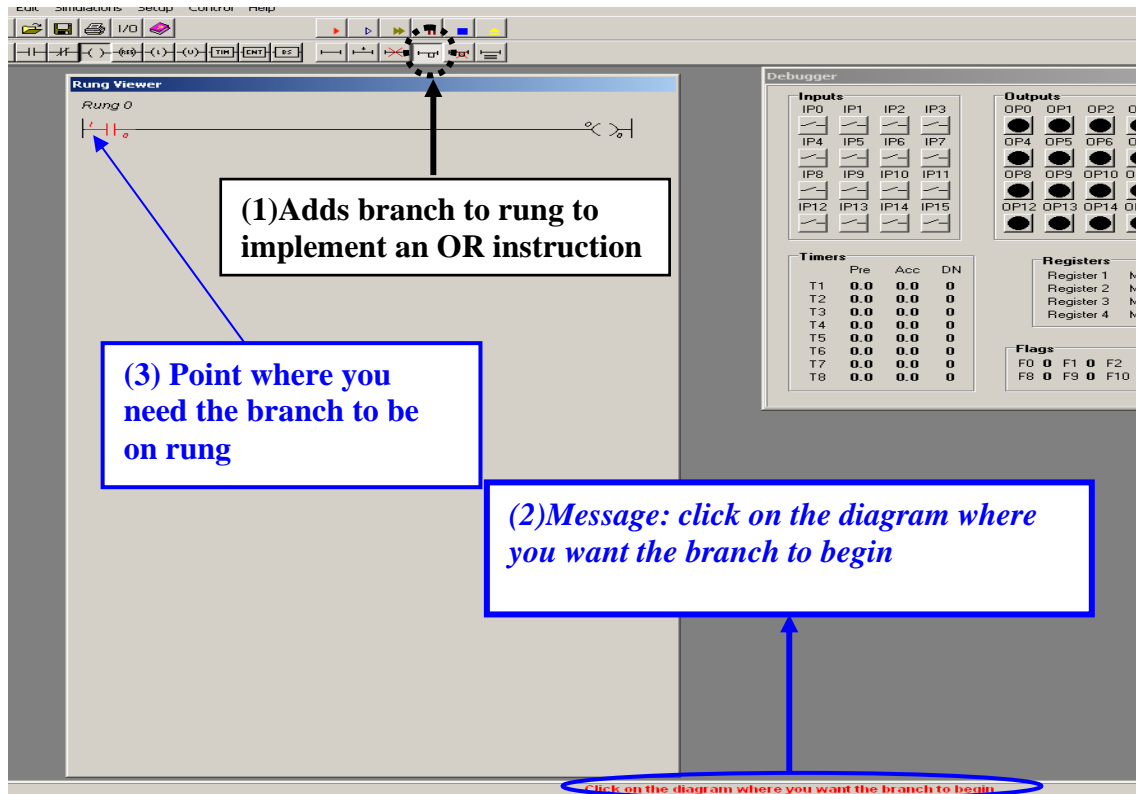 Edit Simulations Setup Control Help
I/O
(RES) (L) (U) TIM CNT BS
Rung Viewer
Rung 0
I
0
O
0
(1)Adds branch to rung to
implement an OR instruction
(3) Point where you
need the branch to be
on rung
(2)Message: click on the diagram where
you want the branch to begin
Debugger
Inputs
IP0 IP1 IP2 IP3
IP4 IP5 IP6 IP7
IP8 IP9 IP10 IP11
IP12 IP13 IP14 IP15
Outputs
OP0 OP1 OP2 O
OP4 OP5 OP6 O
OP8 OP9 OP10 O
OP12 OP13 OP14 O
Timers
Pre Acc DN
T1 0.0 0.0 0
T2 0.0 0.0 0
T3 0.0 0.0 0
T4 0.0 0.0 0
T5 0.0 0.0 0
T6 0.0 0.0 0
T7 0.0 0.0 0
T8 0.0 0.0 0
Registers
Register 1 M
Register 2 M
Register 3 M
Register 4 M
Flags
F0 0 F1 0 F2
F8 0 F9 0 F10
Click on the diagram where you want the branch to begin